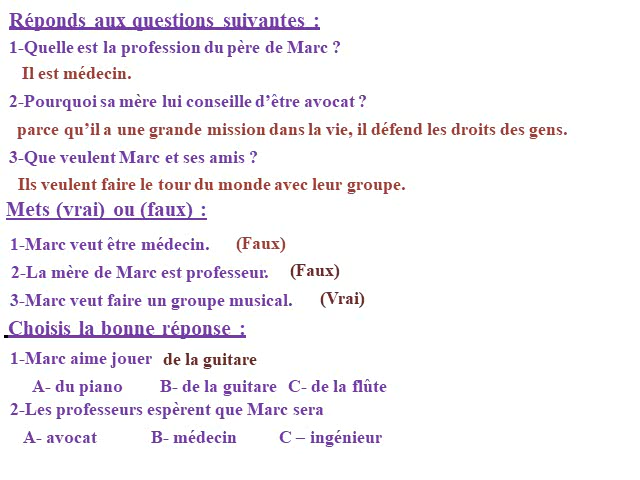 Réponds aux questions suivantes :
1-Quelle est la profession du père de Marc ?
Il est médecin.
2-Pourquoi sa mère lui conseille d'être avocat ?
parce qu'il a une grande mission dans la vie, il défend les droits des gens.
3-Que veulent Marc et ses amis ?
Ils veulent faire le tour du monde avec leur groupe.
Mets (vrai) ou (faux) :
1-Marc veut être médecin. (Faux)
2-La mère de Marc est professeur. (Faux)
3-Marc veut faire un groupe musical. (Vrai)
Choisis la bonne réponse :
1-Marc aime jouer de la guitare
A- du piano B- de la guitare C- de la flûte
2-Les professeurs espèrent que Marc sera
A- avocat B- médecin C – ingénieur